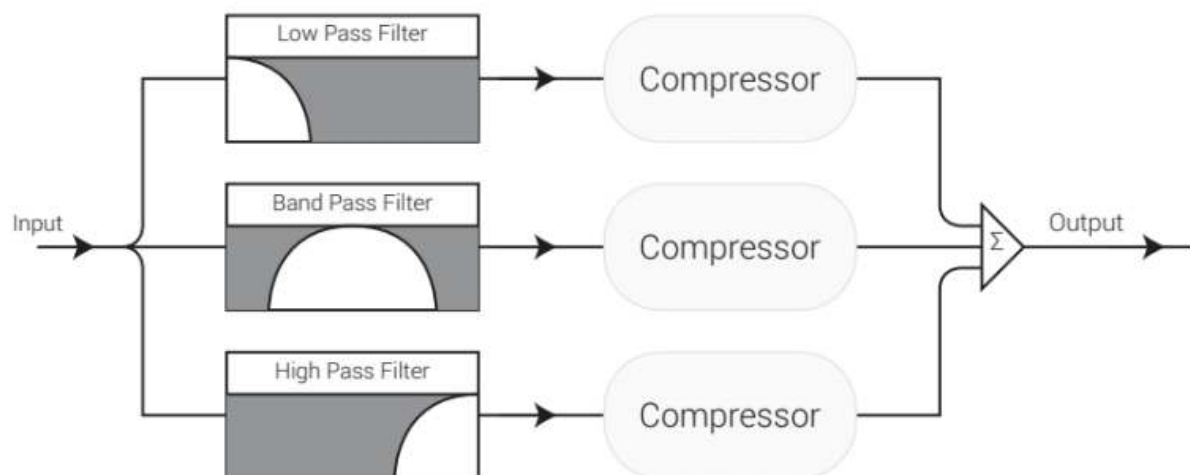 Low Pass Filter
Compressor
Band Pass Filter
Input
Compressor
Σ
Output
High Pass Filter
Compressor